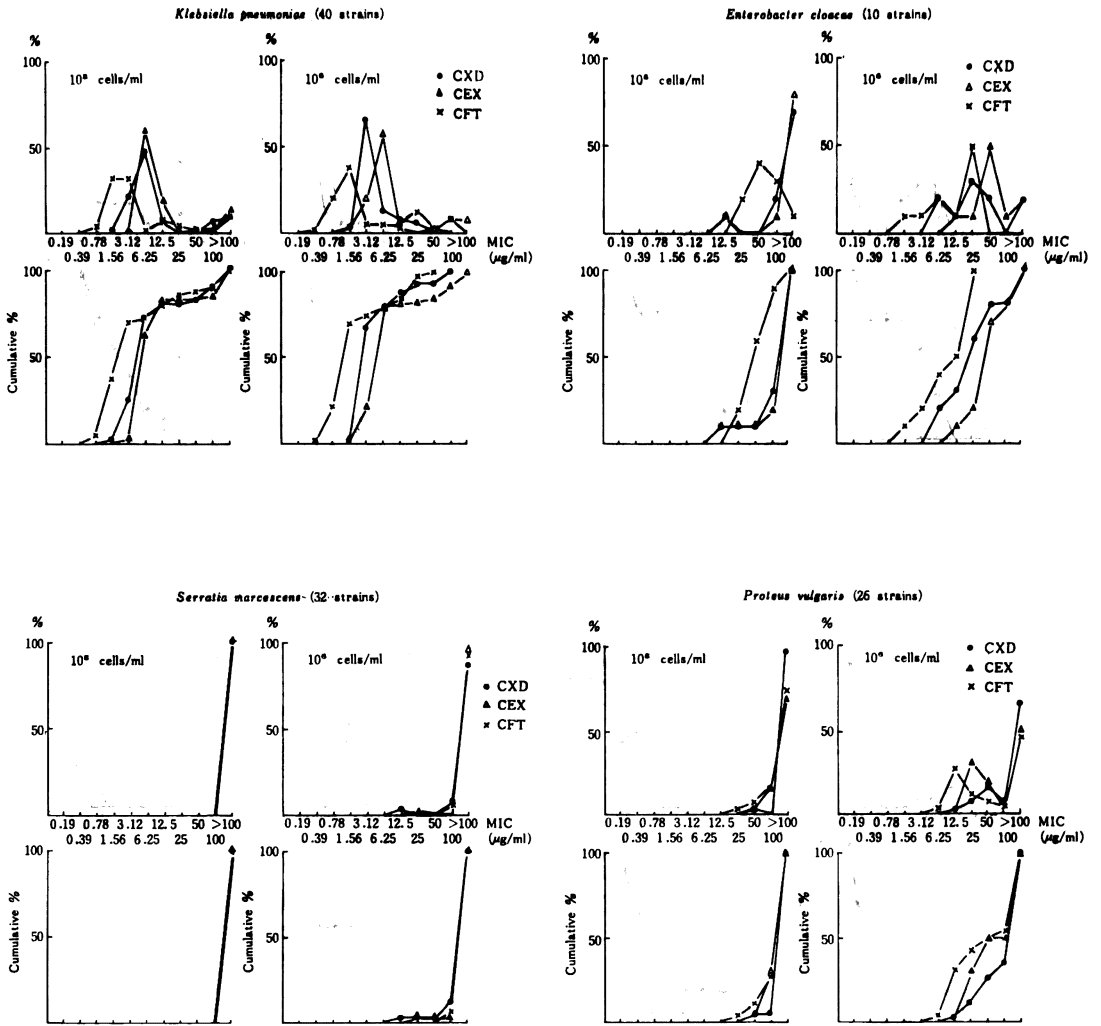 Klebsiella pneumoniae (40 strains)
%
%
100
100
10⁸ cells/ml
10⁶ cells/ml
CXD
CEX
CFT
50
50
0.19 0.78 3.12 12.5 50 >100
0.39 1.56 6.25 25 100
0.19 0.78 3.12 12.5 50 >100 MIC
0.39 1.56 6.25 25 100 (μg/ml)
100
100
Cumulative %
Cumulative %
50
50
Enterobacter cloacae (10 strains)
%
%
100
100
10⁸ cells/ml
10⁶ cells/ml
CXD
CEX
CFT
50
50
0.19 0.78 3.12 12.5 50 >100
0.39 1.56 6.25 25 100
0.19 0.78 3.12 12.5 50 >100 MIC
0.39 1.56 6.25 25 100 (μg/ml)
100
100
Cumulative %
Cumulative %
50
50
Serratia marcescens (32 strains)
%
%
100
100
10⁸ cells/ml
10⁶ cells/ml
CXD
CEX
CFT
50
50
0.19 0.78 3.12 12.5 50 >100
0.39 1.56 6.25 25 100
0.19 0.78 3.12 12.5 50 >100 MIC
0.39 1.56 6.25 25 100 (μg/ml)
100
100
Cumulative %
Cumulative %
50
50
Proteus vulgaris (26 strains)
%
%
100
100
10⁸ cells/ml
10⁶ cells/ml
CXD
CEX
CFT
50
50
0.19 0.78 3.12 12.5 50 >100
0.39 1.56 6.25 25 100
0.19 0.78 3.12 12.5 50 >100 MIC
0.39 1.56 6.25 25 100 (μg/ml)
100
100
Cumulative %
Cumulative %
50
50